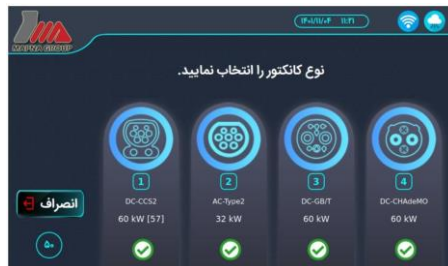 MAPNA GROUP
۱۴۰۱/۱۱/۰۴ ۱۱:۲۱
نوع کانکتور را انتخاب نمایید.
1 2 3 4
DC-CCS2 AC-Type2 DC-GB/T DC-CHAdeMO
60 kW [57] 32 kW 60 kW 60 kW
انصراف
۵۰